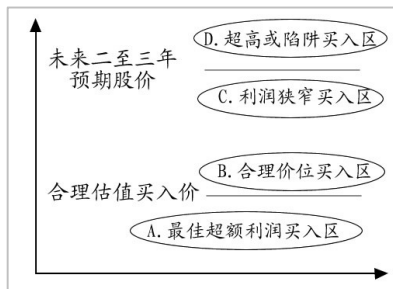 D.超高或陷阱买入区
未来二至三年
预期股价
C.利润狭窄买入区
B.合理价位买入区
合理估值买入价
A.最佳超额利润买入区